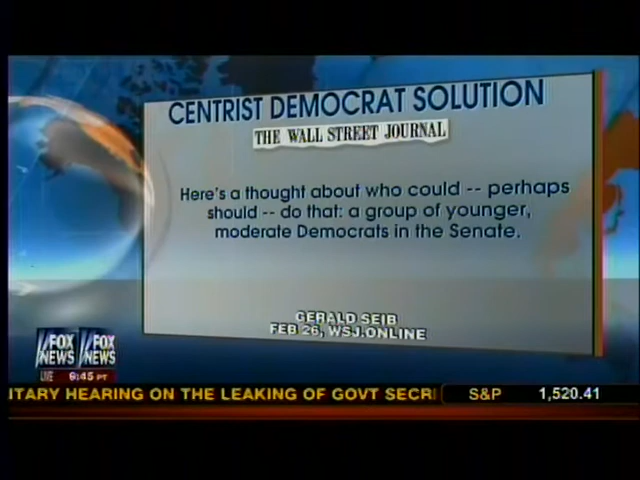 CENTRIST DEMOCRAT SOLUTION
THE WALL STREET JOURNAL
Here's a thought about who could -- perhaps
should -- do that: a group of younger,
moderate Democrats in the Senate.
GERALD SEIB
FEB 26, WSJ.ONLINE
FOX NEWS FOX NEWS
LIVE 6:45 PT
ITARY HEARING ON THE LEAKING OF GOVT SECRI S&P 1,520.41